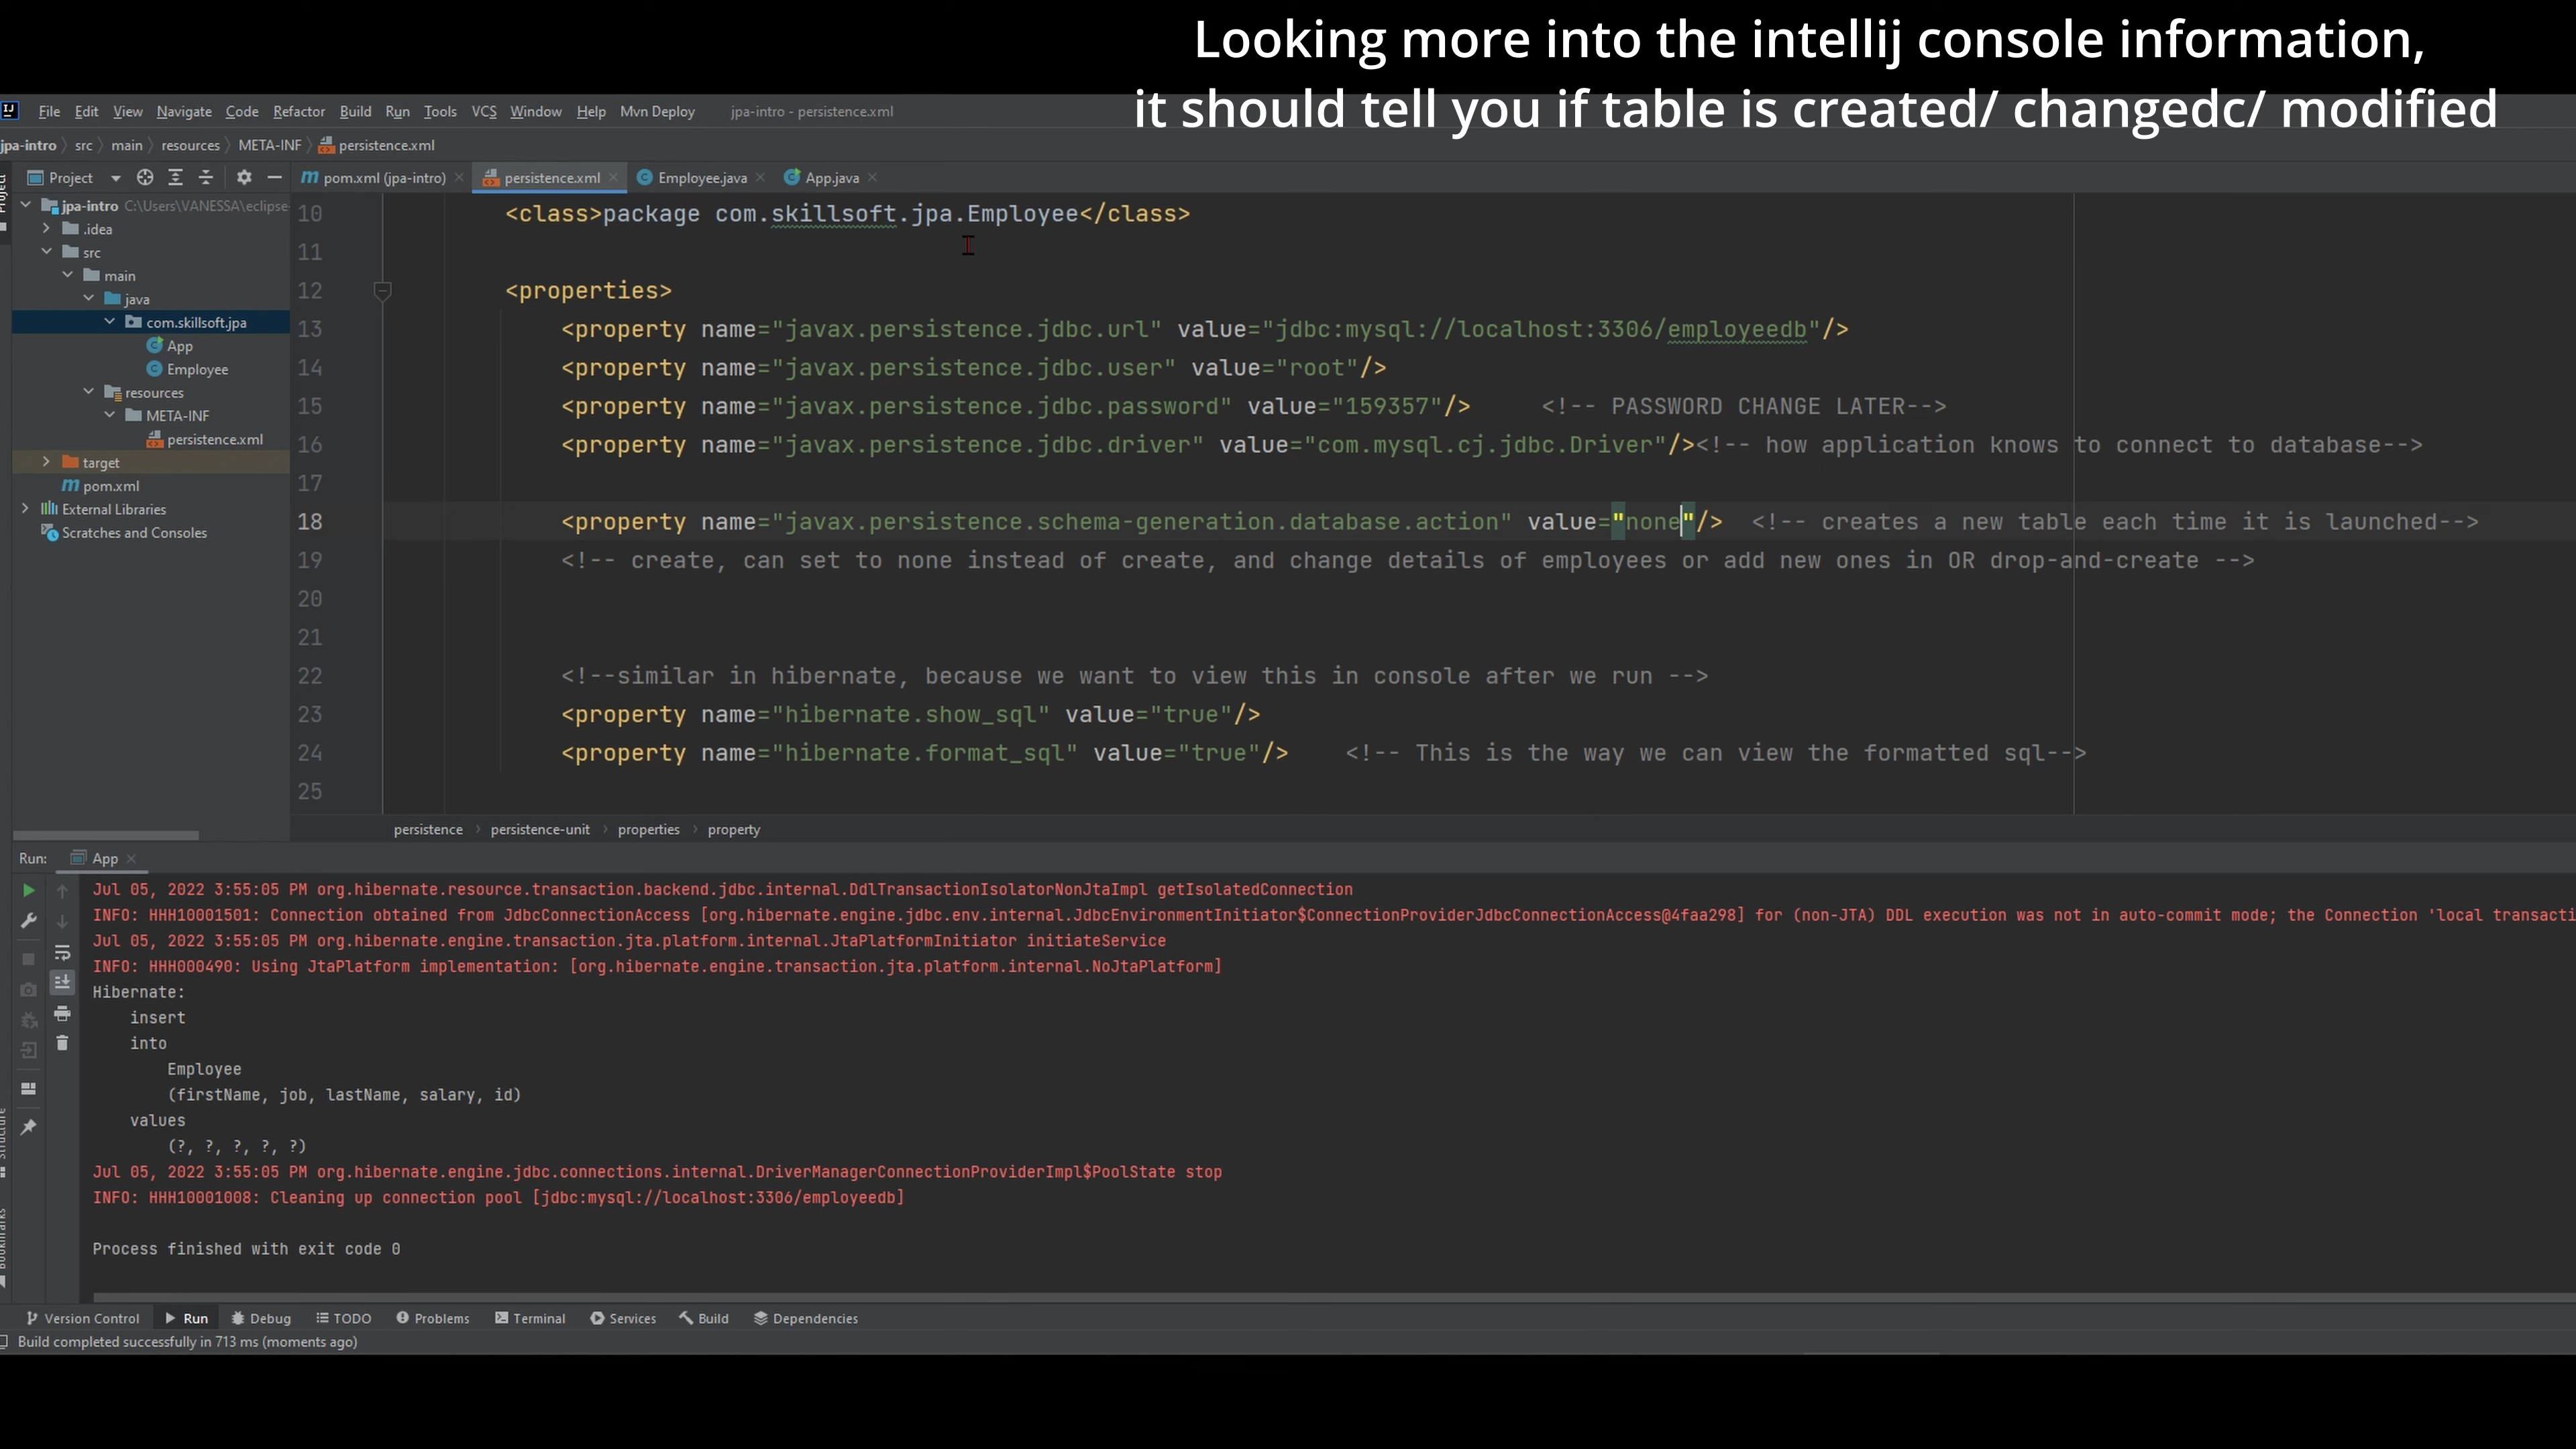 Looking more into the intellij console information,
it should tell you if table is created/ changedc/ modified
File Edit View Navigate Code Refactor Build Run Tools VCS Window Help Mvn Deploy jpa-intro - persistence.xml
jpa-intro src main resources META-INF persistence.xml
Project pom.xml (jpa-intro) persistence.xml Employee.java App.java
Project
jpa-intro C:\Users\VANESSA\eclipse-
.idea
src
main
java
com.skillsoft.jpa
App
Employee
resources
META-INF
persistence.xml
target
pom.xml
External Libraries
Scratches and Consoles
10 <class>package com.skillsoft.jpa.Employee</class>
11
12 <properties>
13 <property name="javax.persistence.jdbc.url" value="jdbc:mysql://localhost:3306/employeedb"/>
14 <property name="javax.persistence.jdbc.user" value="root"/>
15 <property name="javax.persistence.jdbc.password" value="159357"/> <!-- PASSWORD CHANGE LATER-->
16 <property name="javax.persistence.jdbc.driver" value="com.mysql.cj.jdbc.Driver"/><!-- how application knows to connect to database-->
17
18 <property name="javax.persistence.schema-generation.database.action" value="none"/> <!-- creates a new table each time it is launched-->
19 <!-- create, can set to none instead of create, and change details of employees or add new ones in OR drop-and-create -->
20
21
22 <!--similar in hibernate, because we want to view this in console after we run -->
23 <property name="hibernate.show_sql" value="true"/>
24 <property name="hibernate.format_sql" value="true"/> <!-- This is the way we can view the formatted sql-->
25
persistence persistence-unit properties property
Run: App
Jul 05, 2022 3:55:05 PM org.hibernate.resource.transaction.backend.jdbc.internal.DdlTransactionIsolatorNonJtaImpl getIsolatedConnection
INFO: HHH10001501: Connection obtained from JdbcConnectionAccess [org.hibernate.engine.jdbc.env.internal.JdbcEnvironmentInitiator$ConnectionProviderJdbcConnectionAccess@4faa298] for (non-JTA) DDL execution was not in auto-commit mode; the Connection 'local transacti
Jul 05, 2022 3:55:05 PM org.hibernate.engine.transaction.jta.platform.internal.JtaPlatformInitiator initiateService
INFO: HHH000490: Using JtaPlatform implementation: [org.hibernate.engine.transaction.jta.platform.internal.NoJtaPlatform]
Hibernate:
insert
into
Employee
(firstName, job, lastName, salary, id)
values
(?, ?, ?, ?, ?)
Jul 05, 2022 3:55:05 PM org.hibernate.engine.jdbc.connections.internal.DriverManagerConnectionProviderImpl$PoolState stop
INFO: HHH10001008: Cleaning up connection pool [jdbc:mysql://localhost:3306/employeedb]
Process finished with exit code 0
Version Control Run Debug TODO Problems Terminal Services Build Dependencies
Build completed successfully in 713 ms (moments ago)